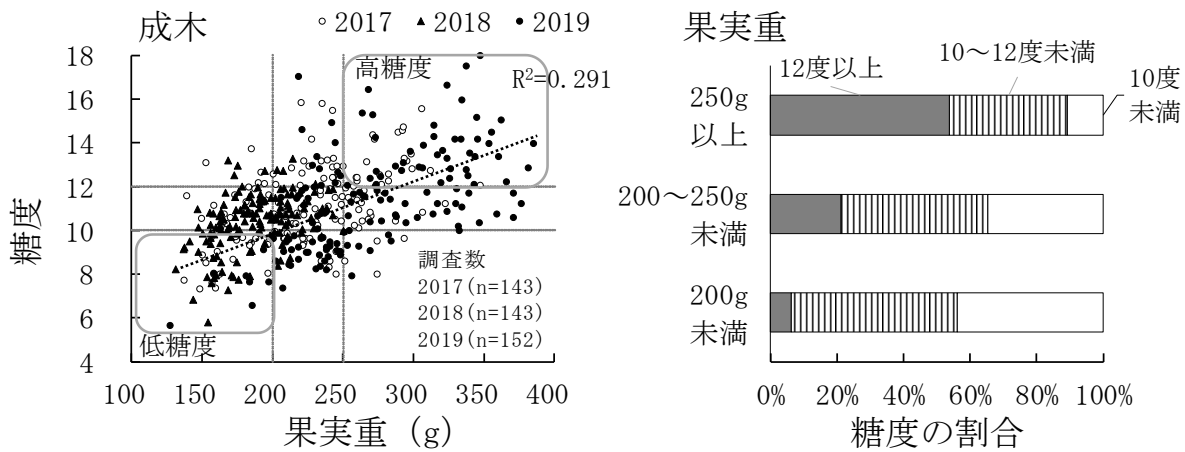 成木
○ 2017 ▲ 2018 ● 2019
18
16
14
12
10
8
6
4
糖度
高糖度
R²=0.291
低糖度
調査数
2017(n=143)
2018(n=143)
2019(n=152)
100 150 200 250 300 350 400
果実重 (g)
果実重
12度以上
10～12度未満
10度
未満
250g
以上
200～250g
未満
200g
未満
0% 20% 40% 60% 80% 100%
糖度の割合